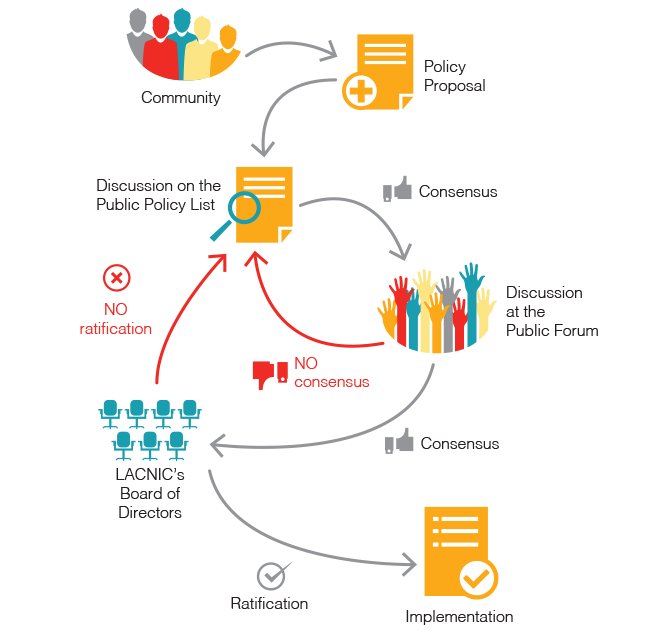 Community
Policy
Proposal
Discussion on the
Public Policy List
Consensus
NO
ratification
Discussion
at the
Public Forum
NO
consensus
Consensus
LACNIC's
Board of
Directors
Ratification
Implementation